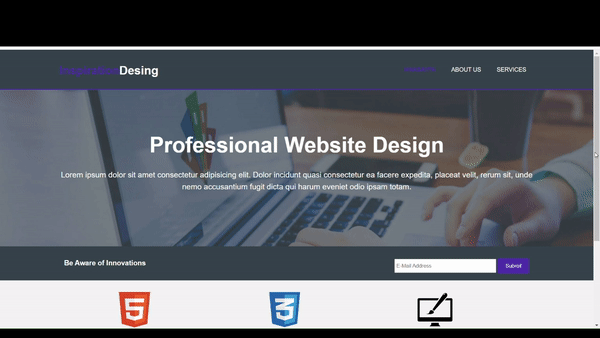 Desing
ABOUT US
SERVICES
Professional Website Design
Lorem ipsum dolor sit amet consectetur adipisicing elit. Dolor incidunt quasi consectetur ea facere expedita, placeat velit, rerum sit, unde
nemo accusantium fugit dicta qui harum eveniet odio ipsam totam.
Be Aware of Innovations
E-Mail Address
Submit
5
3